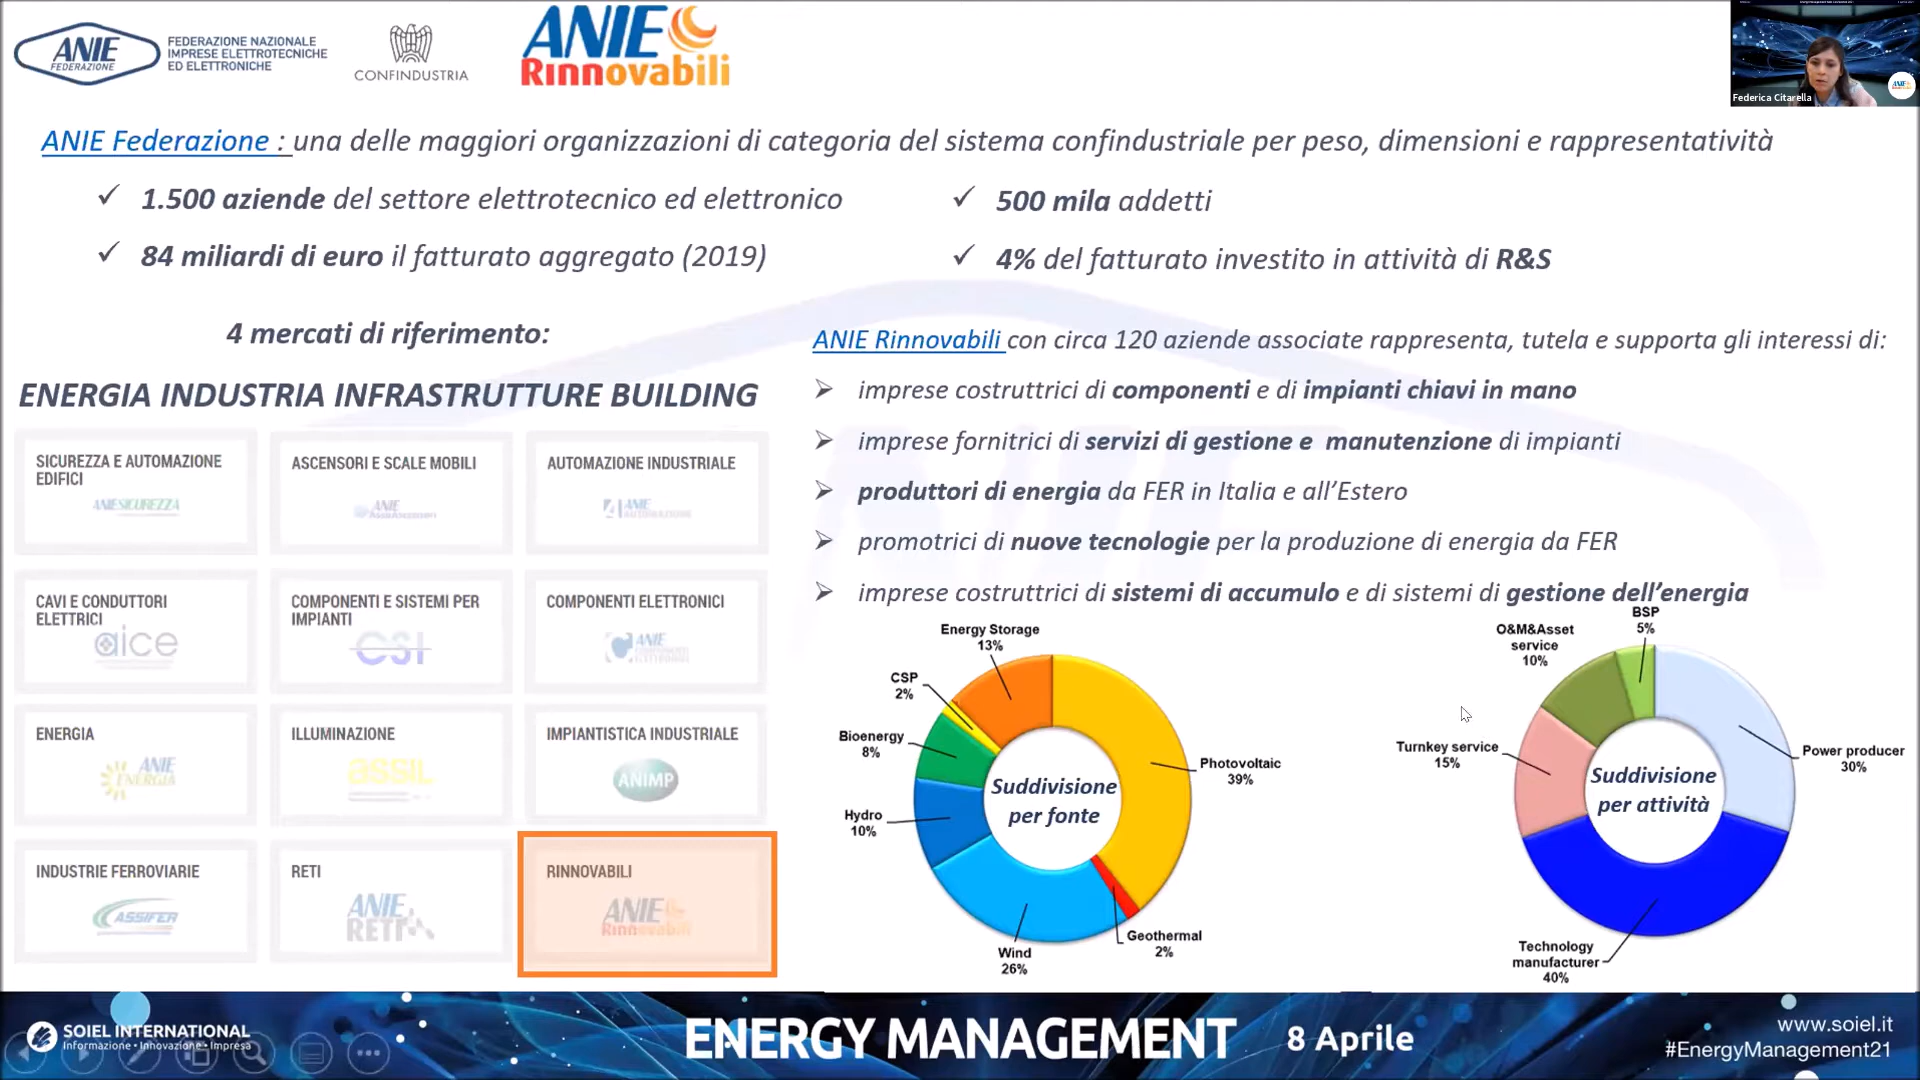 ANIE
FEDERAZIONE
FEDERAZIONE NAZIONALE
IMPRESE ELETTROTECNICHE
ED ELETTRONICHE
CONFINDUSTRIA
ANIE
Rinnovabili
Federica Citarella
ANIE Federazione : una delle maggiori organizzazioni di categoria del sistema confindustriale per peso, dimensioni e rappresentatività
✓ 1.500 aziende del settore elettrotecnico ed elettronico
✓ 500 mila addetti
✓ 84 miliardi di euro il fatturato aggregato (2019)
✓ 4% del fatturato investito in attività di R&S
4 mercati di riferimento:
ENERGIA INDUSTRIA INFRASTRUTTURE BUILDING
SICUREZZA E AUTOMAZIONE
EDIFICI
ANIESICUREZZA
ASCENSORI E SCALE MOBILI
ANIE
ASSOASCENSORI
AUTOMAZIONE INDUSTRIALE
ANIE
AUTOMAZIONE
CAVI E CONDUTTORI
ELETTRICI
aice
COMPONENTI E SISTEMI PER
IMPIANTI
CSI
COMPONENTI ELETTRONICI
ANIE
COMPONENTI
ELETTRONICI
ENERGIA
ANIE
ENERGIA
ILLUMINAZIONE
ASSIL
IMPIANTISTICA INDUSTRIALE
ANIMP
INDUSTRIE FERROVIARIE
ASSIFER
RETI
ANIE
RETI
RINNOVABILI
ANIE
Rinnovabili
ANIE Rinnovabili con circa 120 aziende associate rappresenta, tutela e supporta gli interessi di:
imprese costruttrici di componenti e di impianti chiavi in mano
imprese fornitrici di servizi di gestione e manutenzione di impianti
produttori di energia da FER in Italia e all'Estero
promotrici di nuove tecnologie per la produzione di energia da FER
imprese costruttrici di sistemi di accumulo e di sistemi di gestione dell'energia
Energy Storage
13%
CSP
2%
Bioenergy
8%
Hydro
10%
Wind
26%
Geothermal
2%
Photovoltaic
39%
Suddivisione
per fonte
BSP
5%
O&M&Asset
service
10%
Turnkey service
15%
Technology
manufacturer
40%
Power producer
30%
Suddivisione
per attività
SOIEL INTERNATIONAL
Informazione • Innovazione • Impresa
ENERGY MANAGEMENT
8 Aprile
www.soiel.it
#EnergyManagement21